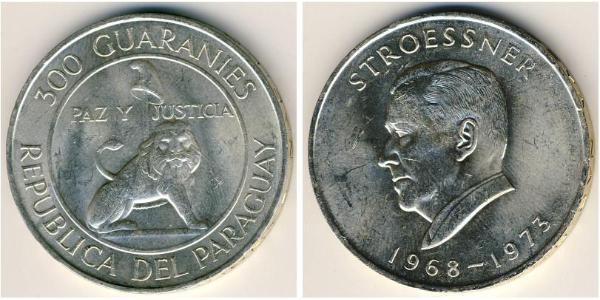 300 GUARANIES
PAZ Y JUSTICIA
REPUBLICA DEL PARAGUAY
STROESSNER
1968-1973